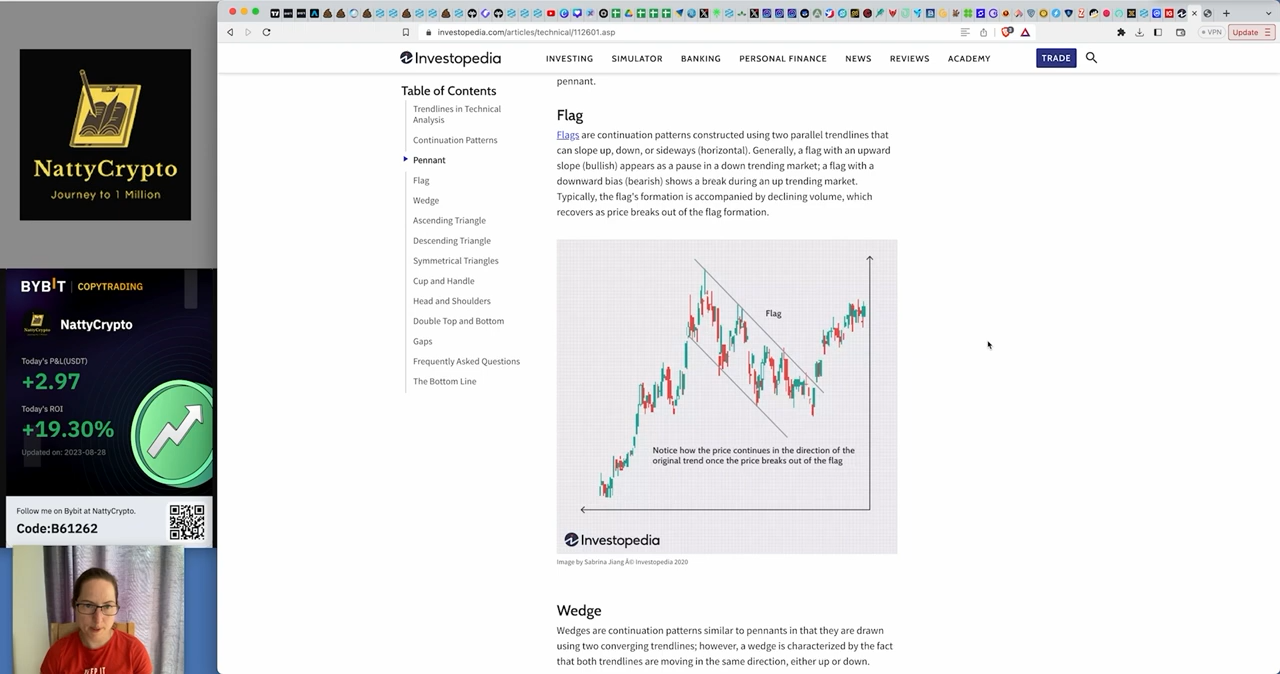 NattyCrypto
Journey to 1 Million
BYBIT | COPYTRADING
NattyCrypto
Today's P&L(USDT)
+2.97
Today's ROI
+19.30%
Updated on: 2023-08-28
Follow me on Bybit at NattyCrypto.
Code:B61262
investopedia.com/articles/technical/112601.asp
VPN
Update
Investopedia
INVESTING
SIMULATOR
BANKING
PERSONAL FINANCE
NEWS
REVIEWS
ACADEMY
TRADE
Table of Contents
Trendlines in Technical
Analysis
Continuation Patterns
Pennant
Flag
Wedge
Ascending Triangle
Descending Triangle
Symmetrical Triangles
Cup and Handle
Head and Shoulders
Double Top and Bottom
Gaps
Frequently Asked Questions
The Bottom Line
pennant.
Flag
Flags are continuation patterns constructed using two parallel trendlines that
can slope up, down, or sideways (horizontal). Generally, a flag with an upward
slope (bullish) appears as a pause in a down trending market; a flag with a
downward bias (bearish) shows a break during an up trending market.
Typically, the flag's formation is accompanied by declining volume, which
recovers as price breaks out of the flag formation.
Flag
Notice how the price continues in the direction of the
original trend once the price breaks out of the flag
Investopedia
Image by Sabrina Jiang Â© Investopedia 2020
Wedge
Wedges are continuation patterns similar to pennants in that they are drawn
using two converging trendlines; however, a wedge is characterized by the fact
that both trendlines are moving in the same direction, either up or down.